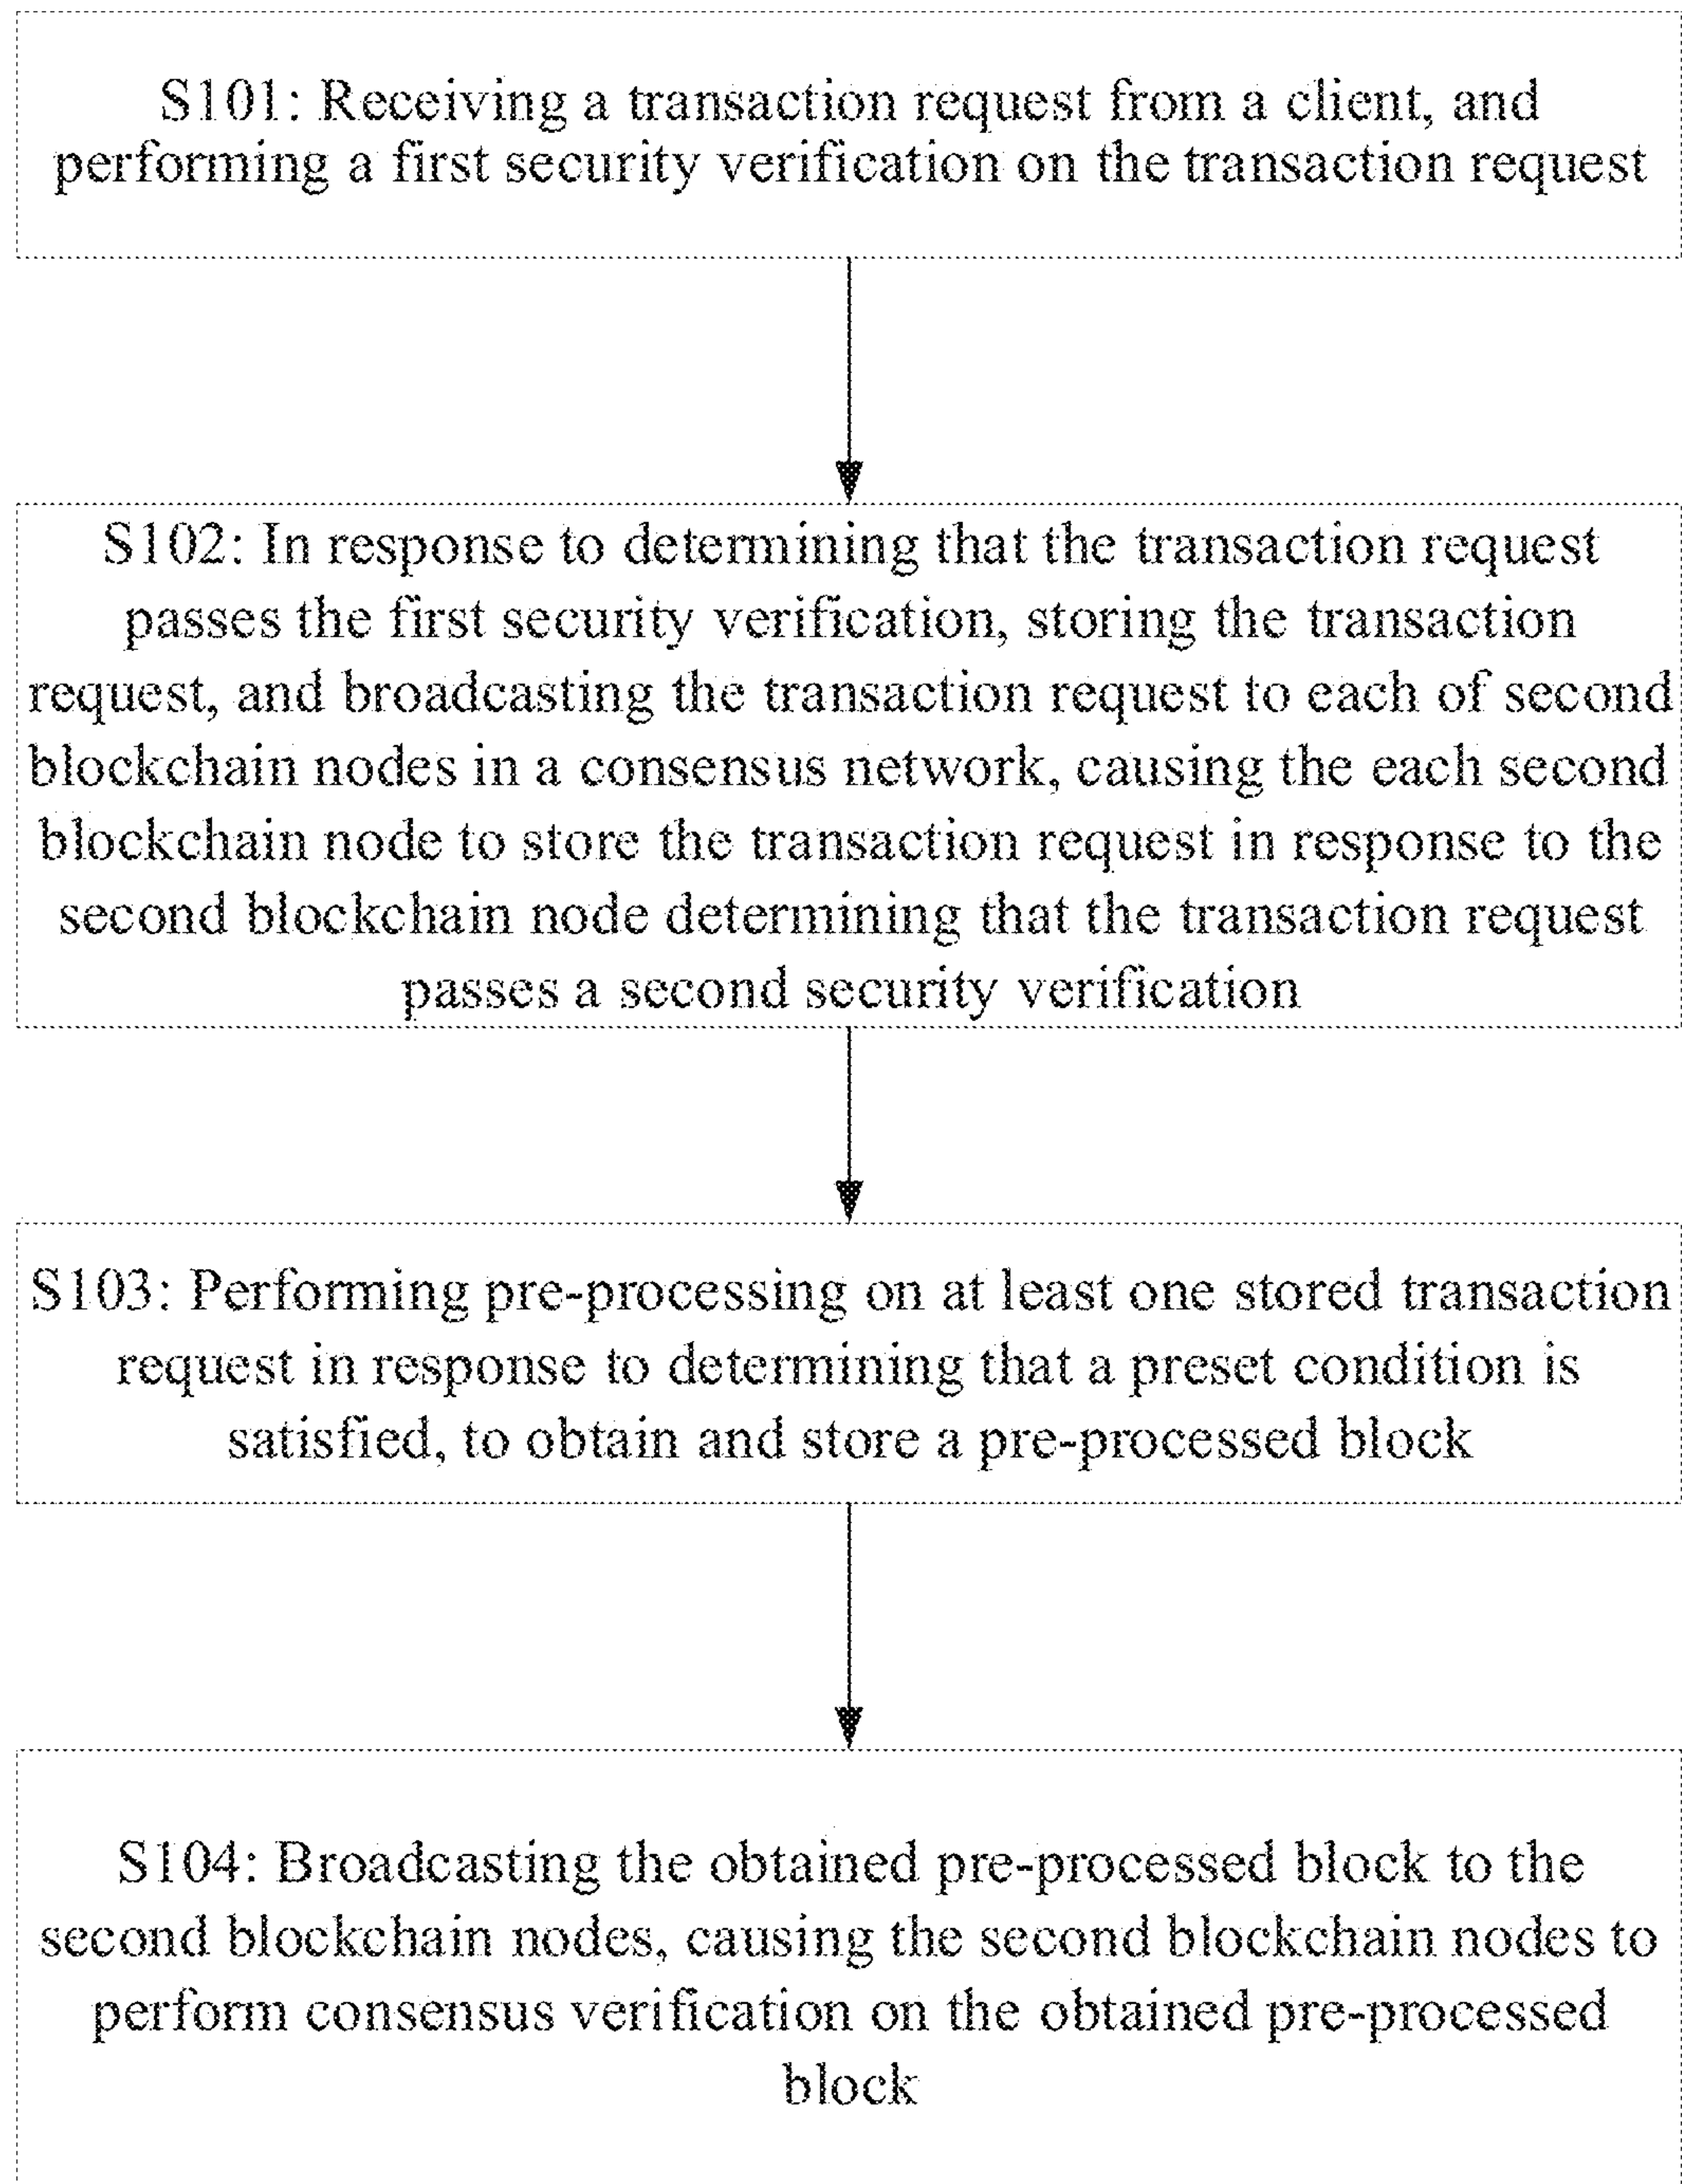 S101: Receiving a transaction request from a client, and
performing a first security verification on the transaction request
S102: In response to determining that the transaction request
passes the first security verification, storing the transaction
request, and broadcasting the transaction request to each of second
blockchain nodes in a consensus network, causing the each second
blockchain node to store the transaction request in response to the
second blockchain node determining that the transaction request
passes a second security verification
S103: Performing pre-processing on at least one stored transaction
request in response to determining that a preset condition is
satisfied, to obtain and store a pre-processed block
S104: Broadcasting the obtained pre-processed block to the
second blockchain nodes, causing the second blockchain nodes to
perform consensus verification on the obtained pre-processed
block